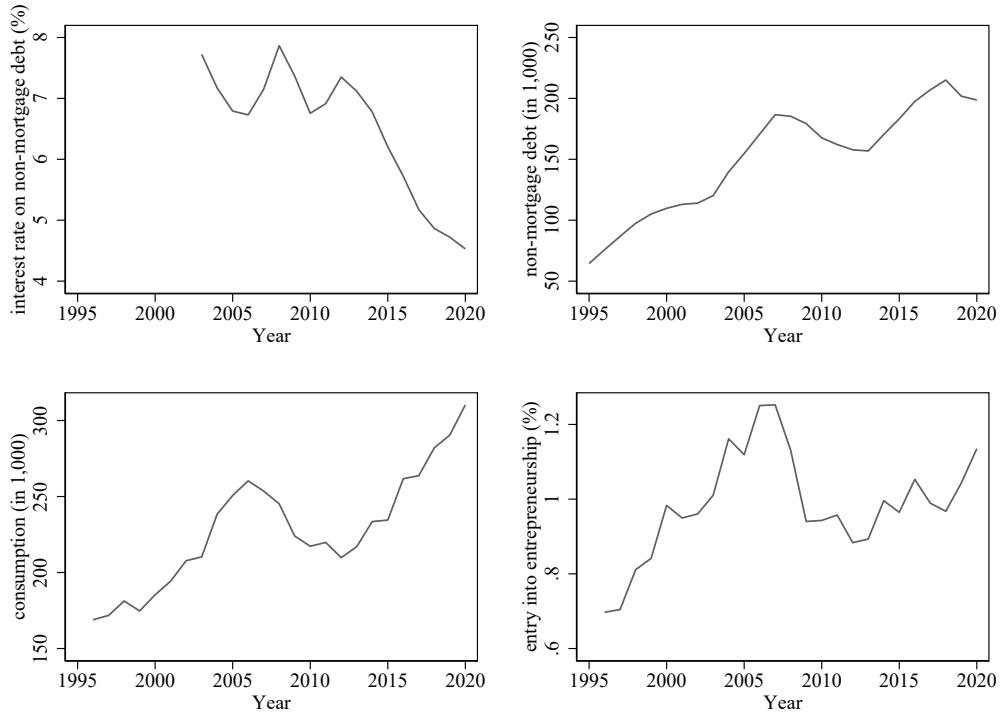 interest rate on non-mortgage debt (%)
8
7
6
5
4
1995 2000 2005 2010 2015 2020
Year
non-mortgage debt (in 1,000)
250
200
150
100
50
1995 2000 2005 2010 2015 2020
Year
consumption (in 1,000)
300
250
200
150
1995 2000 2005 2010 2015 2020
Year
entry into entrepreneurship (%)
1.2
1
.8
.6
1995 2000 2005 2010 2015 2020
Year